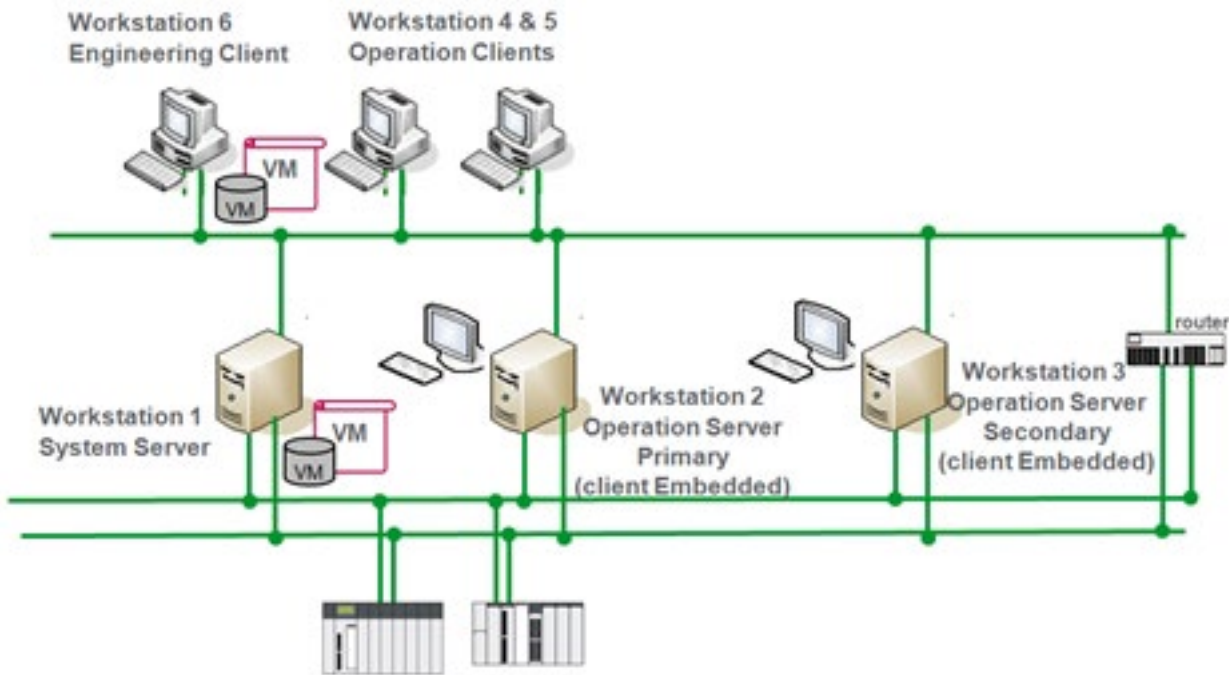 Workstation 6
Engineering Client
Workstation 4 & 5
Operation Clients
VM
VM
router
Workstation 1
System Server
VM
VM
Workstation 2
Operation Server
Primary
(client Embedded)
Workstation 3
Operation Server
Secondary
(client Embedded)